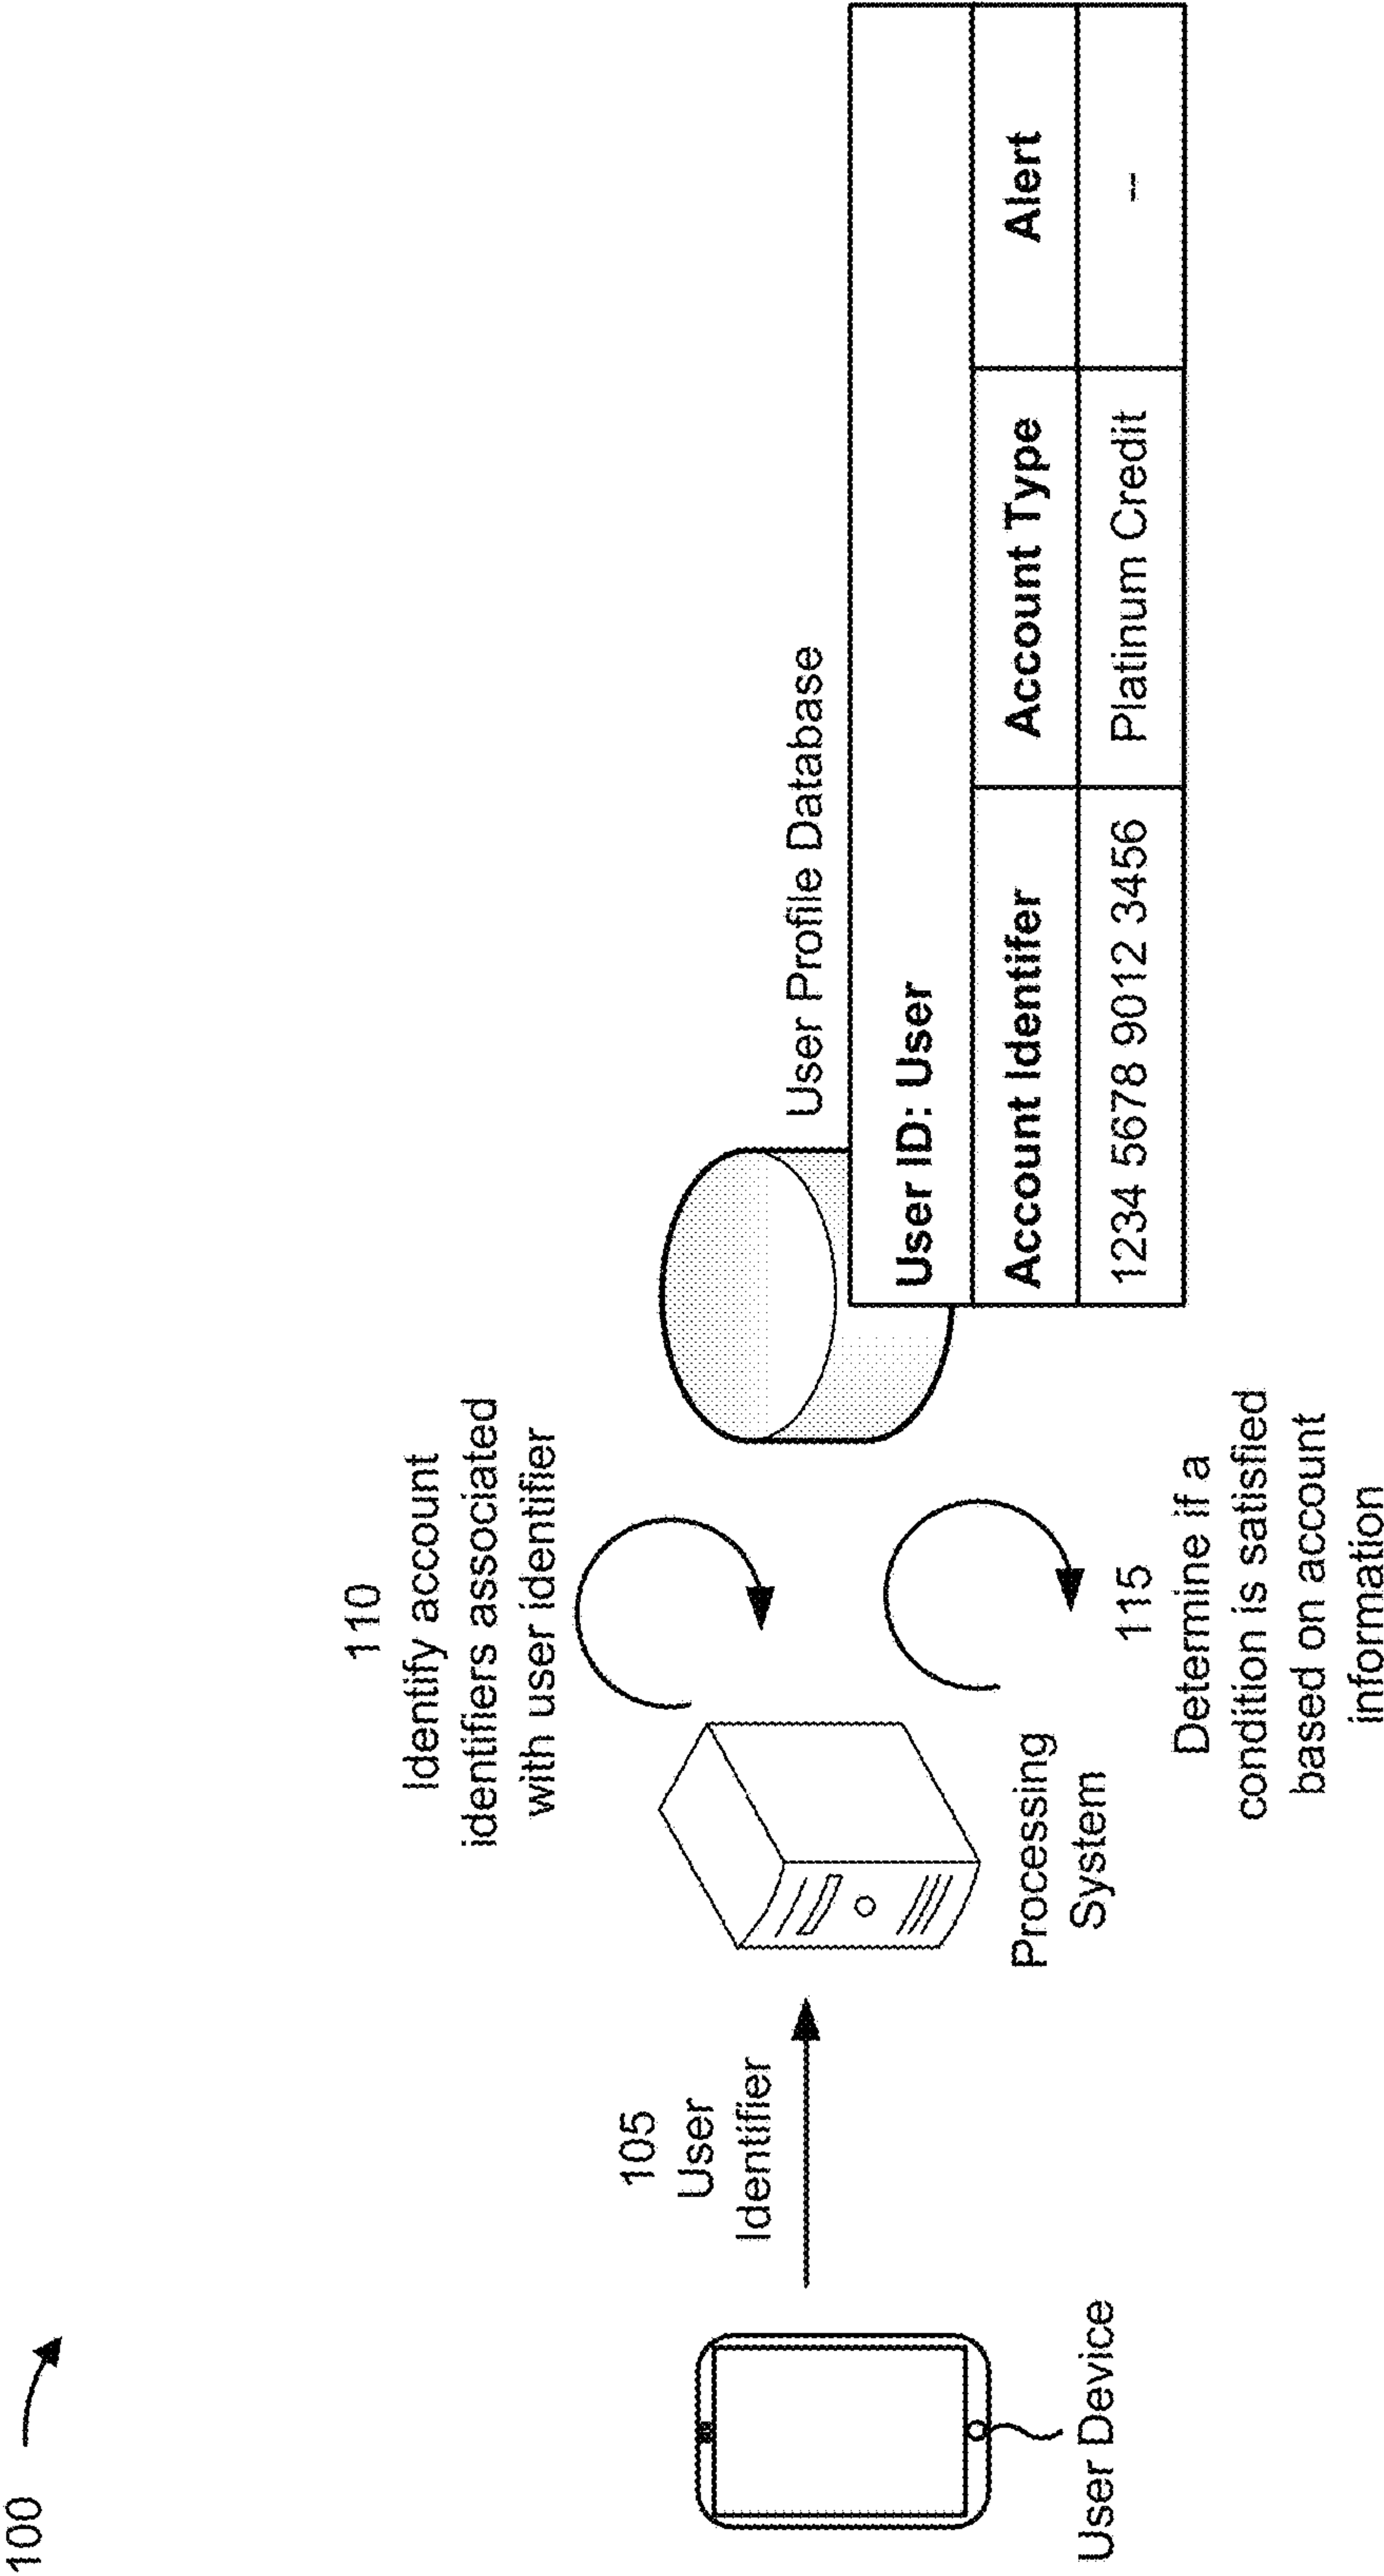 100
110
Identify account
identifiers associated
with user identifier
105
User
Identifier
User Profile Database
User ID: User
Account Identifer
Account Type
Alert
1234 5678 9012 3456
Platinum Credit
--
User Device
Processing
System
115
Determine if a
condition is satisfied
based on account
information